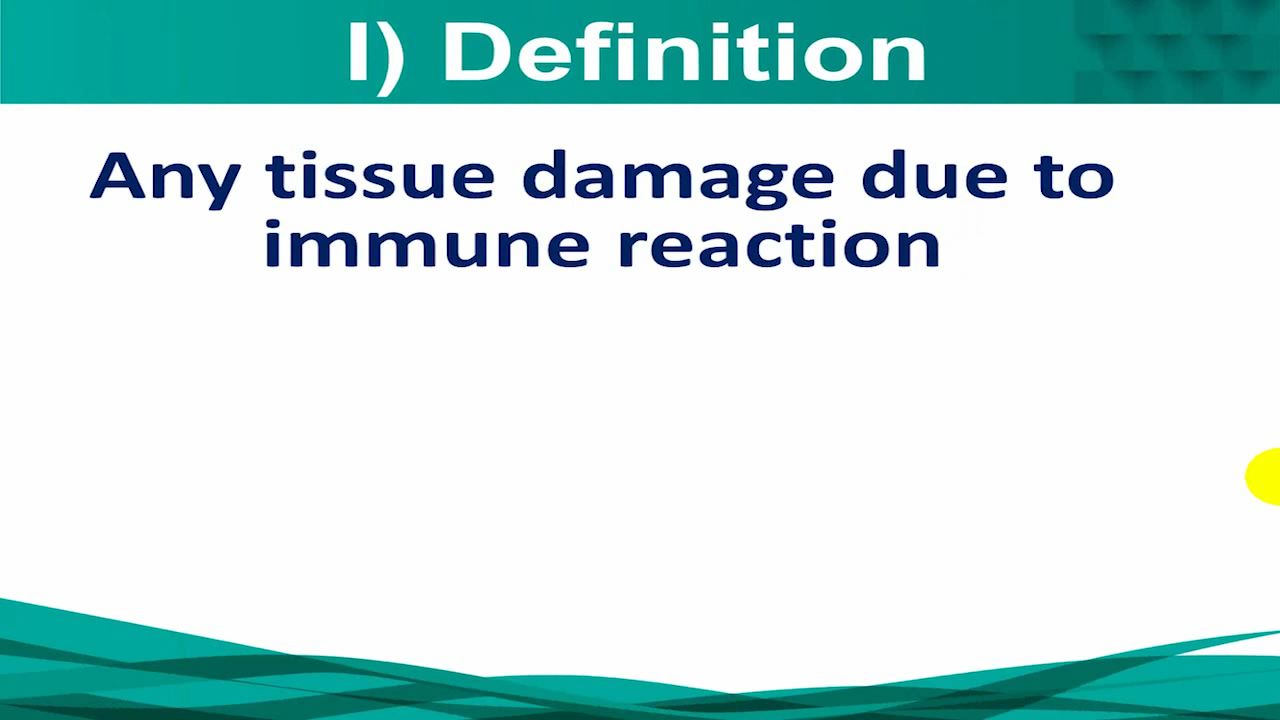 I) Definition
Any tissue damage due to
immune reaction